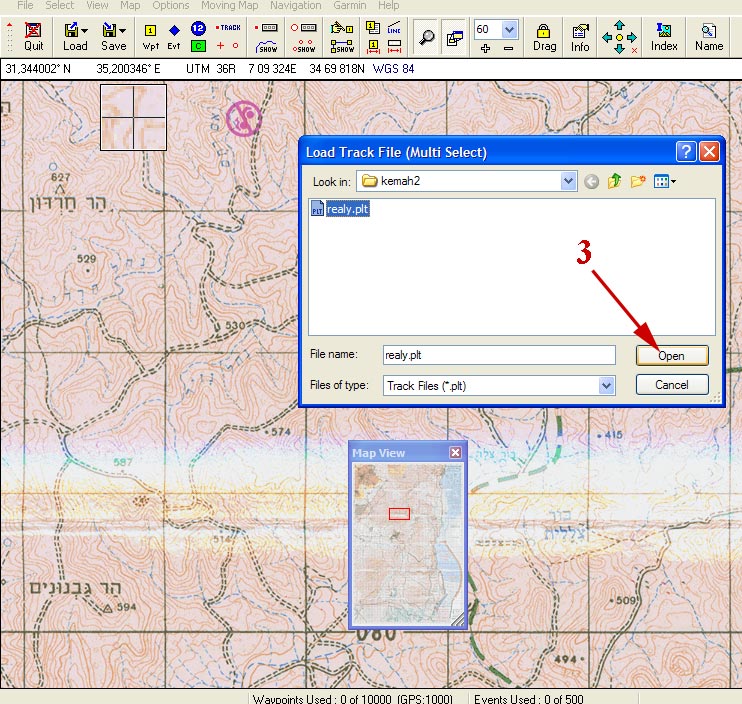 File Select View Map Options Moving Map Navigation Garmin Help
Quit Load Save Wpt Evt 12 C TRACK SHOW SHOW SHOW LINE 60 Drag Info Index Name
31,344002° N 35,200346° E UTM 36R 7 09 324E 34 69 818N WGS 84
827
הר חרדון
529
530
574
587
514
הר גבנונים
594
080
415
509
494
Load Track File (Multi Select)
Look in: kemah2
realy.plt
3
File name: realy.plt Open
Files of type: Track Files (*.plt) Cancel
Map View
Waypoints Used : 0 of 10000 (GPS:1000) Events Used : 0 of 500